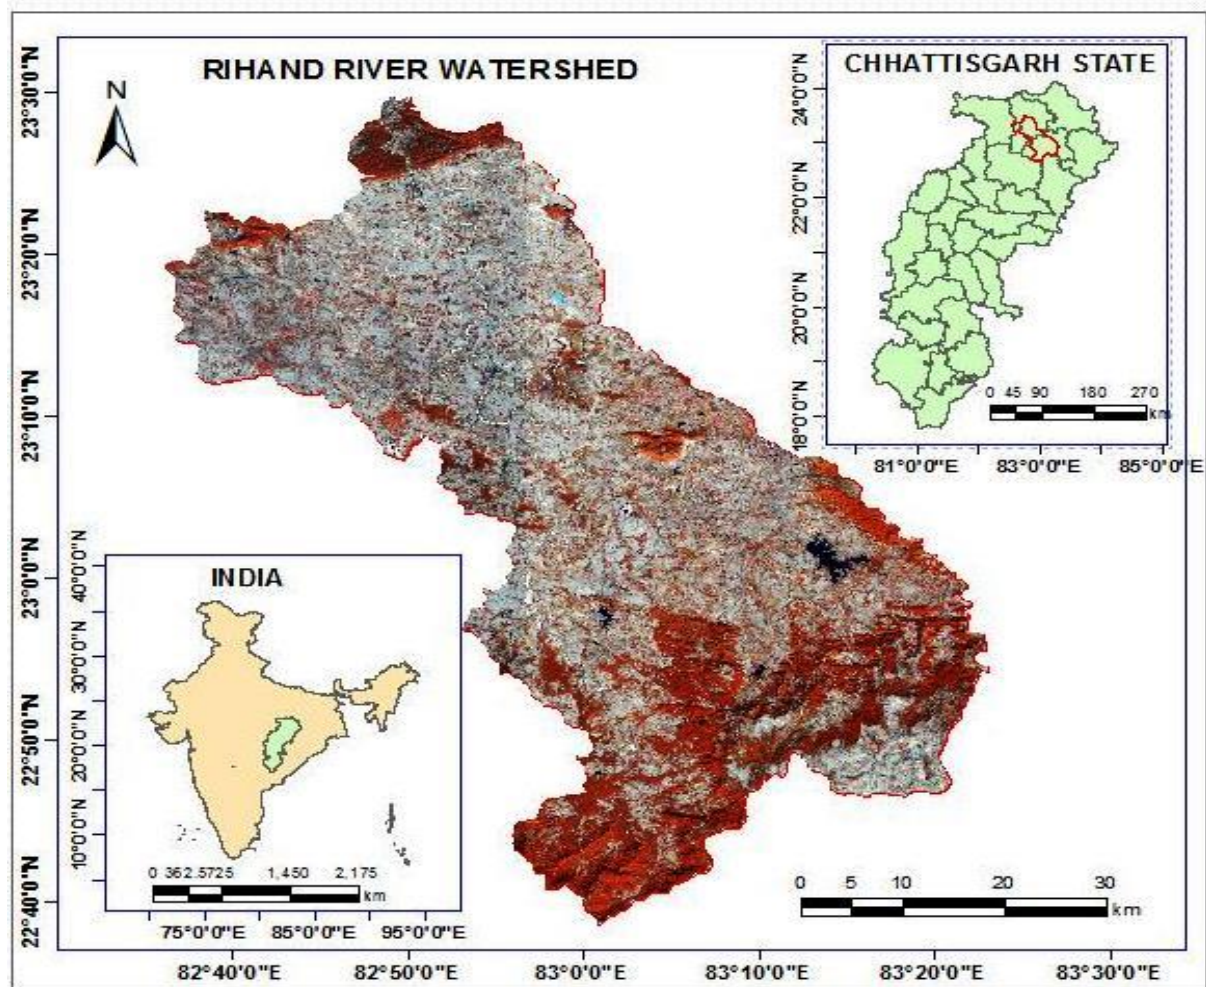 RIHAND RIVER WATERSHED
N
CHHATTISGARH STATE
24°0'0"N
22°0'0"N
20°0'0"N
18°0'0"N
0 45 90 180 270
km
81°0'0"E 83°0'0"E 85°0'0"E
INDIA
40°0'0"N
30°0'0"N
20°0'0"N
10°0'0"N
0 362.5725 1,450 2,175
km
75°0'0"E 85°0'0"E 95°0'0"E
0 5 10 20 30
km
23°30'0"N
23°20'0"N
23°10'0"N
23°0'0"N
22°50'0"N
22°40'0"N
82°40'0"E 82°50'0"E 83°0'0"E 83°10'0"E 83°20'0"E 83°30'0"E